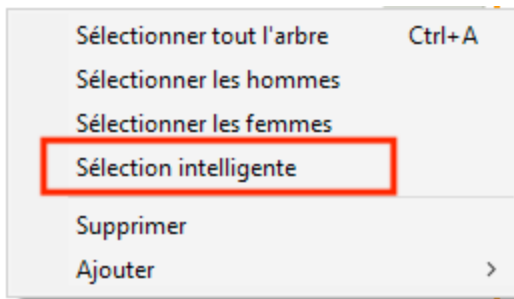 Sélectionner tout l'arbre Ctrl+A
Sélectionner les hommes
Sélectionner les femmes
Sélection intelligente
Supprimer
Ajouter >